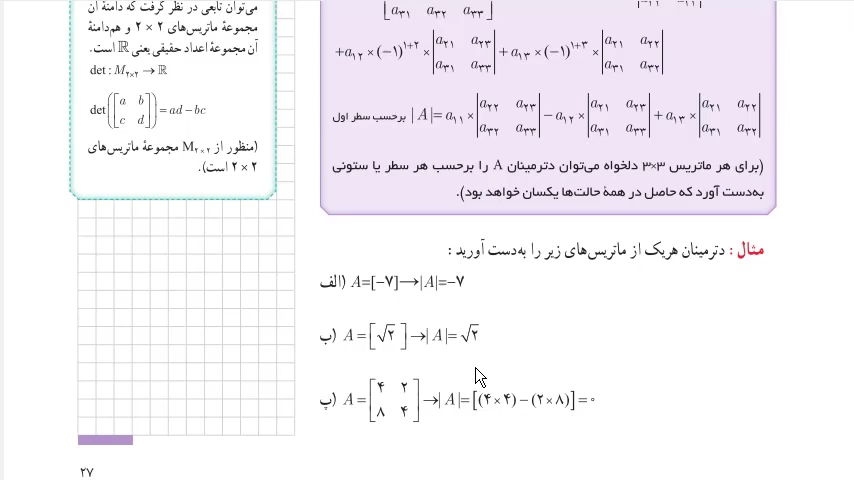 می‌توان تابعی در نظر گرفت که دامنهٔ آن
مجموعهٔ ماتریس‌های ۲ × ۲ و هم‌دامنهٔ
آن مجموعهٔ اعداد حقیقی یعنی ℝ است.
det : M۲×۲ → ℝ
det([a b; c d]) = ad − bc
(منظور از M۲×۲ مجموعهٔ ماتریس‌های
۲ × ۲ است).
[a۳۱ a۳۲ a۳۳]
+a۱۲ × (−۱)^۱+۲ × |a۲۱ a۲۳; a۳۱ a۳۳| + a۱۳ × (−۱)^۱+۳ × |a۲۱ a۲۲; a۳۱ a۳۲|
برحسب سطر اول |A| = a۱۱ × |a۲۲ a۲۳; a۳۲ a۳۳| − a۱۲ × |a۲۱ a۲۳; a۳۱ a۳۳| + a۱۳ × |a۲۱ a۲۲; a۳۱ a۳۲|
(برای هر ماتریس ۳×۳ دلخواه می‌توان دترمینان A را برحسب هر سطر یا ستونی
به‌دست آورد که حاصل در همهٔ حالت‌ها یکسان خواهد بود).
مثال : دترمینان هریک از ماتریس‌های زیر را به‌دست آورید :
الف) A=[−۷]→|A|=−۷
ب) A = [√۲] → |A| = √۲
پ) A = [۴ ۲; ۸ ۴] → |A| = [(۴×۴) − (۲×۸)] = ۰
۲۷